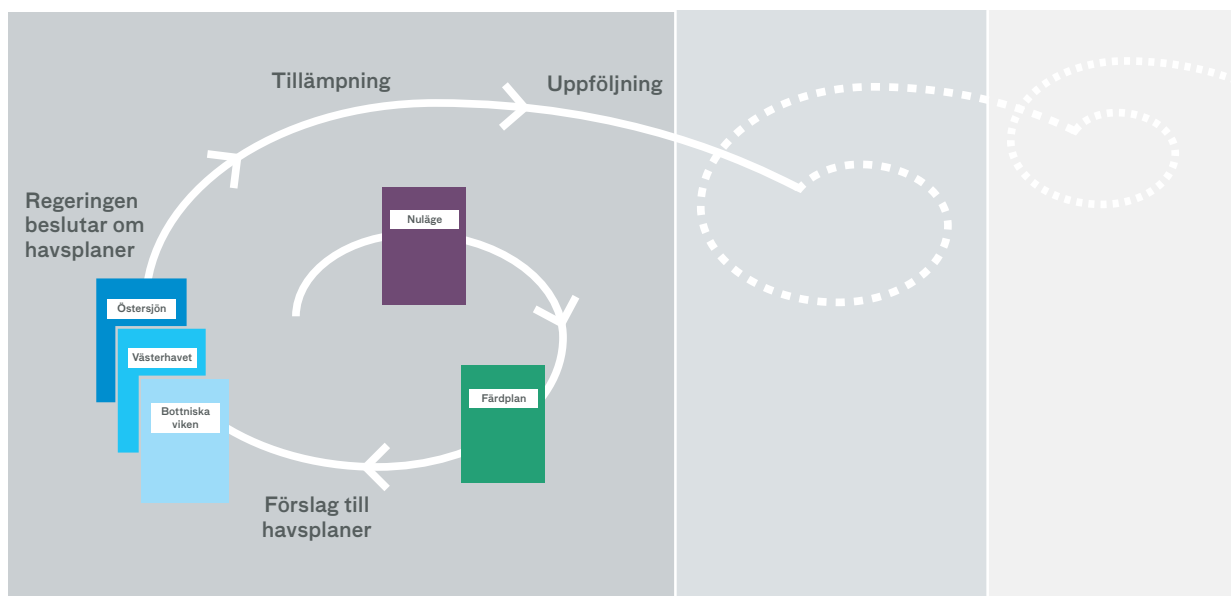 Tillämpning
Uppföljning
Regeringen
beslutar om
havsplaner
Nuläge
Östersjön
Västerhavet
Bottniska
viken
Färdplan
Förslag till
havsplaner